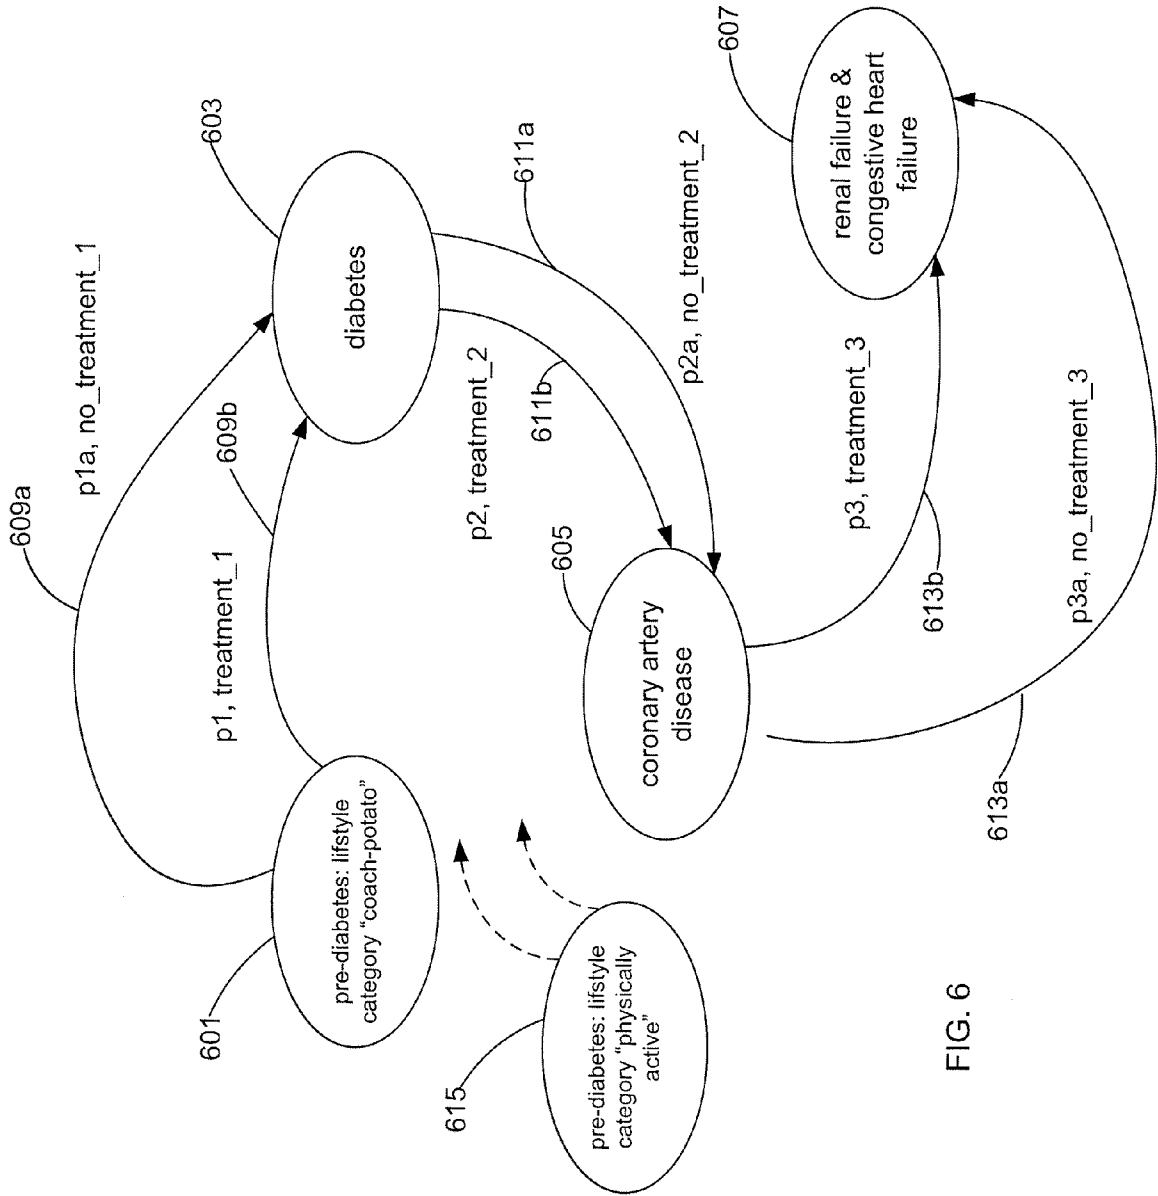 609a
p1a, no_treatment_1
603
p1, treatment_1
609b
601
pre-diabetes: lifstyle
category "coach-potato"
diabetes
p2, treatment_2
611b
611a
615
pre-diabetes: lifstyle
category "physically
active"
605
coronary artery
disease
p2a, no_treatment_2
607
renal failure &
congestive heart
failure
p3, treatment_3
613b
613a
p3a, no_treatment_3
FIG. 6